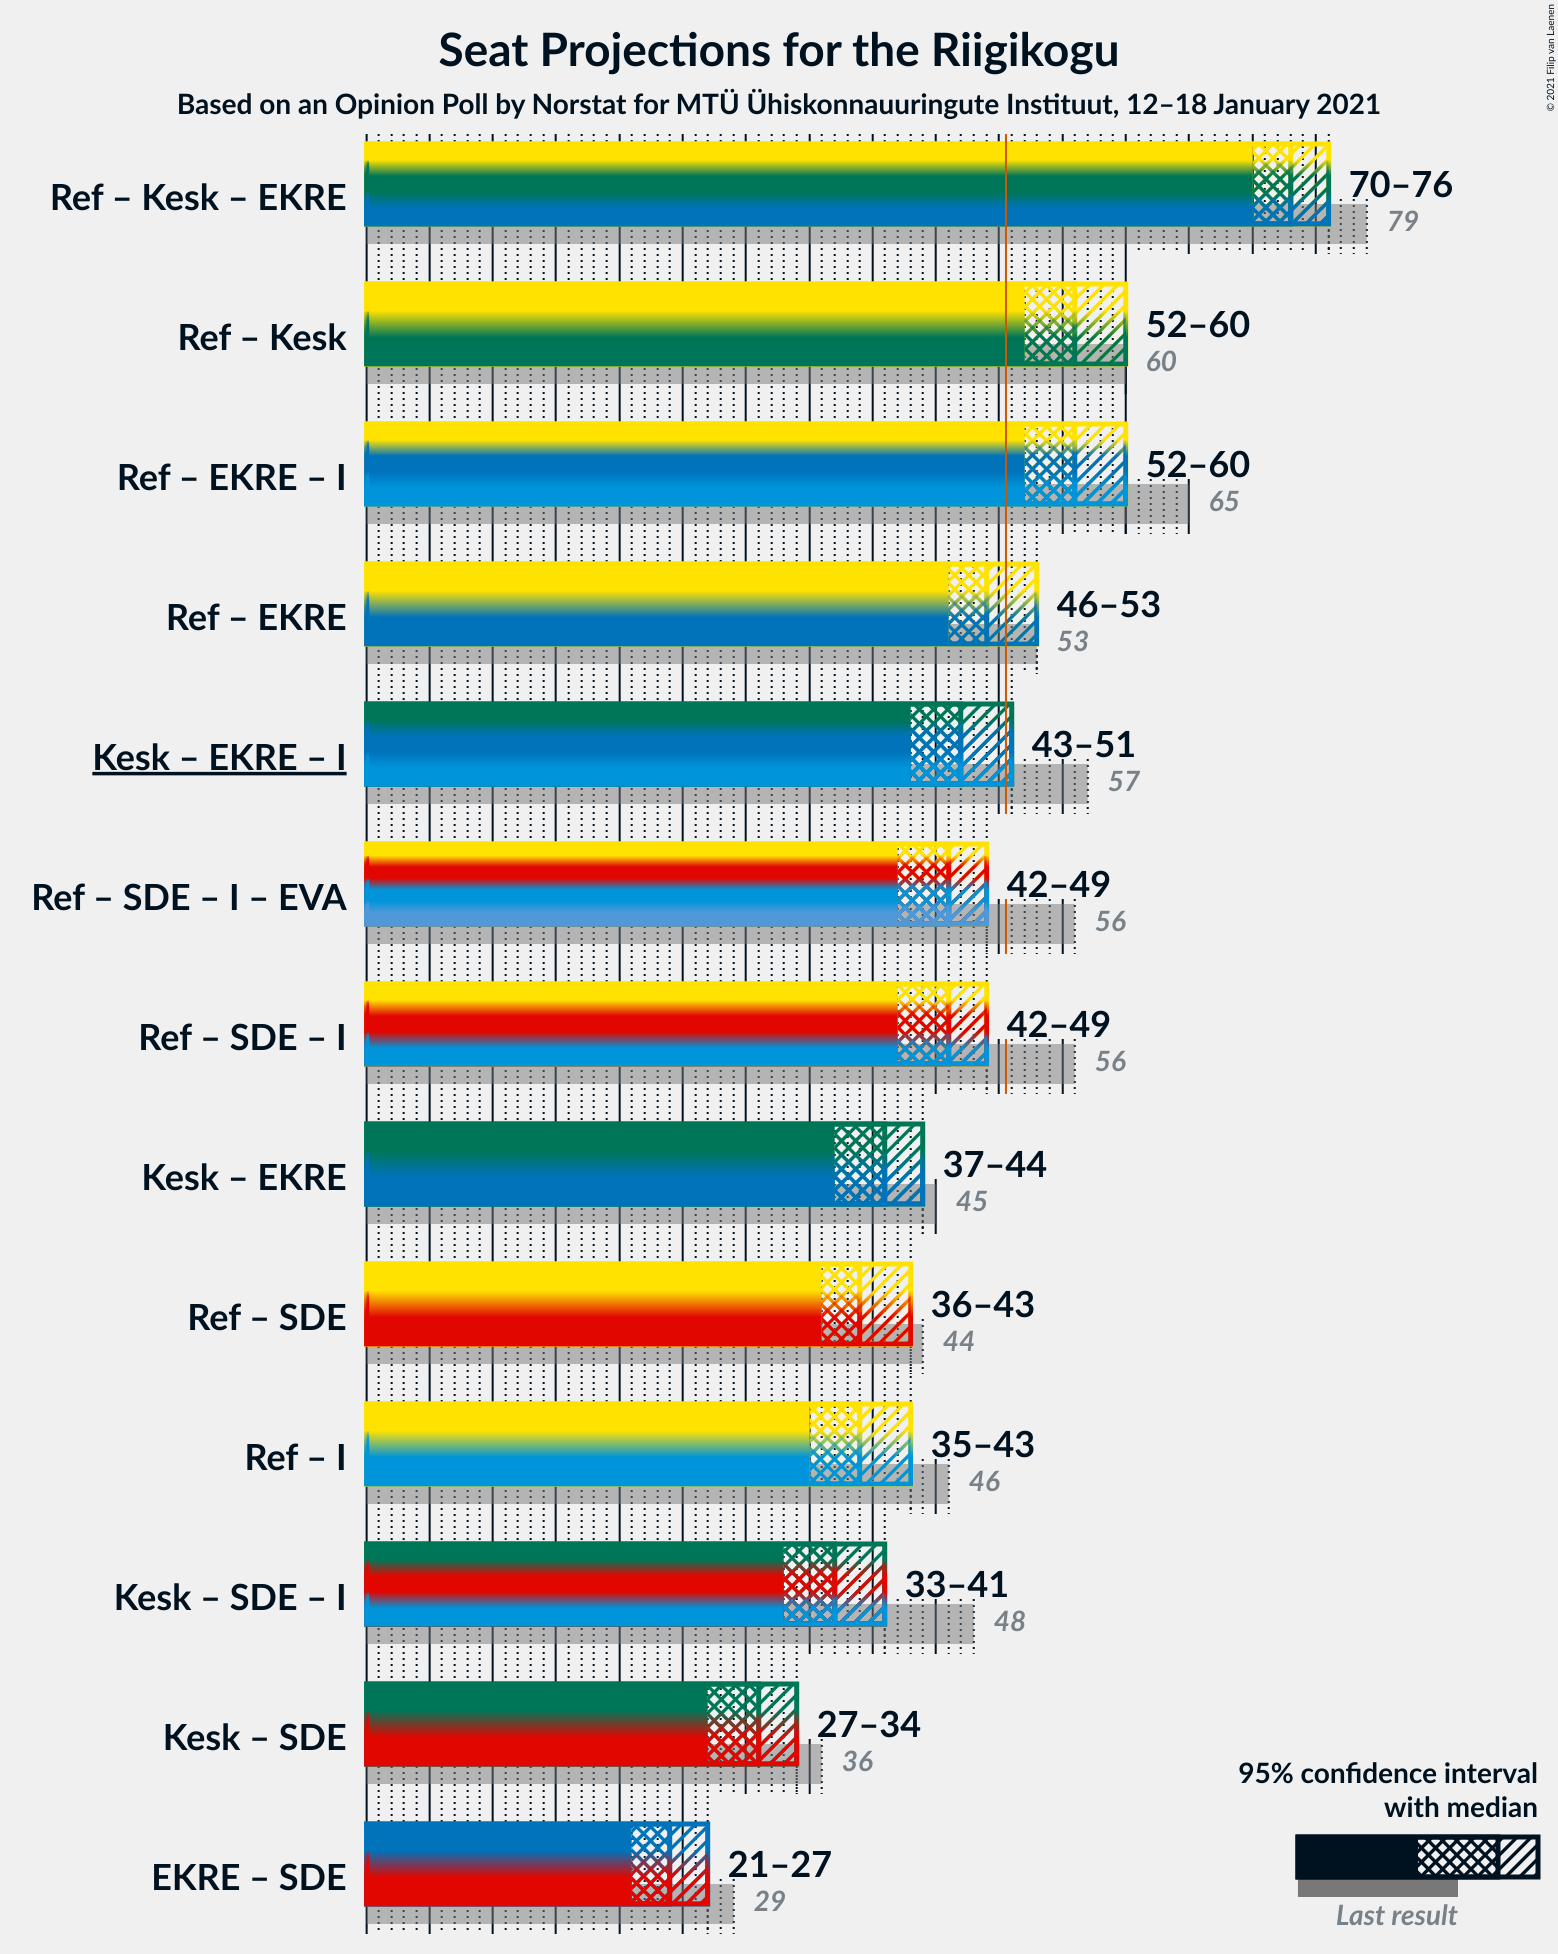 Seat Projections for the Riigikogu
Based on an Opinion Poll by Norstat for MTÜ Ühiskonnauuringute Instituut, 12–18 January 2021
© 2021 Filip van Laenen
Ref – Kesk – EKRE
70–76
79
Ref – Kesk
52–60
60
Ref – EKRE – I
52–60
65
Ref – EKRE
46–53
53
Kesk – EKRE – I
43–51
57
Ref – SDE – I – EVA
42–49
56
Ref – SDE – I
42–49
56
Kesk – EKRE
37–44
45
Ref – SDE
36–43
44
Ref – I
35–43
46
Kesk – SDE – I
33–41
48
Kesk – SDE
27–34
36
EKRE – SDE
21–27
29
95% confidence interval
with median
Last result